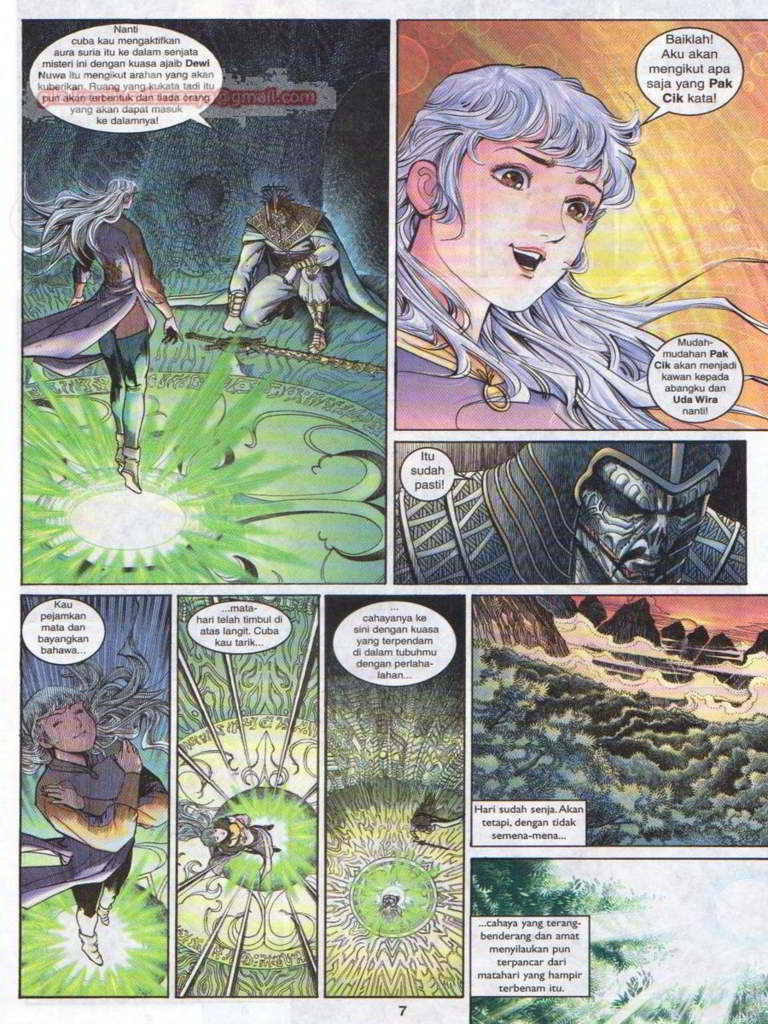 Nanti
cuba kau mengaktifkan
aura suria itu ke dalam senjata
misteri ini dengan kuasa ajaib Dewi
Nuwa itu mengikut arahan yang akan
kuberikan. Ruang yang kukata tadi itu
pun akan terbentuk dan tiada orang
yang akan dapat masuk
ke dalamnya!
@gmail.com
Baiklah!
Aku akan
mengikut apa
saja yang Pak
Cik kata!
Mudah-
mudahan Pak
Cik akan menjadi
kawan kepada
abangku dan
Uda Wira
nanti!
Itu
sudah
pasti!
Kau
pejamkan
mata dan
bayangkan
bahawa...
...mata-
hari telah timbul di
atas langit. Cuba
kau tarik...
...
cahayanya ke
sini dengan kuasa
yang terpendam
di dalam tubuhmu
dengan perlaha-
lahan...
Hari sudah senja. Akan
tetapi, dengan tidak
semena-mena...
...cahaya yang terang-
benderang dan amat
menyilaukan pun
terpancar dari
matahari yang hampir
terbenam itu.
7